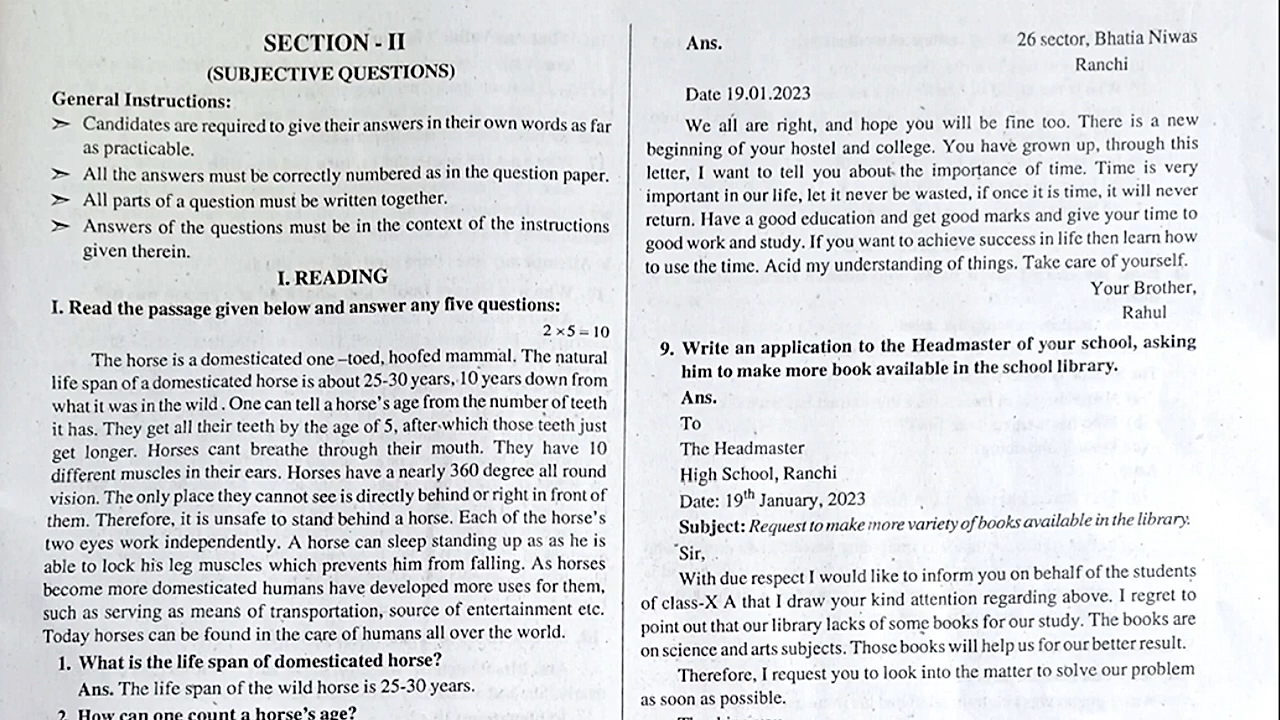 SECTION - II
(SUBJECTIVE QUESTIONS)
General Instructions:
➢ Candidates are required to give their answers in their own words as far
as practicable.
➢ All the answers must be correctly numbered as in the question paper.
➢ All parts of a question must be written together.
➢ Answers of the questions must be in the context of the instructions
given therein.
I. READING
I. Read the passage given below and answer any five questions:
2 × 5 = 10
The horse is a domesticated one –toed, hoofed mammal. The natural
life span of a domesticated horse is about 25-30 years, 10 years down from
what it was in the wild . One can tell a horse's age from the number of teeth
it has. They get all their teeth by the age of 5, after which those teeth just
get longer. Horses cant breathe through their mouth. They have 10
different muscles in their ears. Horses have a nearly 360 degree all round
vision. The only place they cannot see is directly behind or right in front of
them. Therefore, it is unsafe to stand behind a horse. Each of the horse's
two eyes work independently. A horse can sleep standing up as as he is
able to lock his leg muscles which prevents him from falling. As horses
become more domesticated humans have developed more uses for them,
such as serving as means of transportation, source of entertainment etc.
Today horses can be found in the care of humans all over the world.
1. What is the life span of domesticated horse?
Ans. The life span of the wild horse is 25-30 years.
2. How can one count a horse's age?
Ans. 26 sector, Bhatia Niwas
Ranchi
Date 19.01.2023
We all are right, and hope you will be fine too. There is a new
beginning of your hostel and college. You have grown up, through this
letter, I want to tell you about the importance of time. Time is very
important in our life, let it never be wasted, if once it is time, it will never
return. Have a good education and get good marks and give your time to
good work and study. If you want to achieve success in life then learn how
to use the time. Acid my understanding of things. Take care of yourself.
Your Brother,
Rahul
9. Write an application to the Headmaster of your school, asking
him to make more book available in the school library.
Ans.
To
The Headmaster
High School, Ranchi
Date: 19th January, 2023
Subject: Request to make more variety of books available in the library.
Sir,
With due respect I would like to inform you on behalf of the students
of class-X A that I draw your kind attention regarding above. I regret to
point out that our library lacks of some books for our study. The books are
on science and arts subjects. Those books will help us for our better result.
Therefore, I request you to look into the matter to solve our problem
as soon as possible.